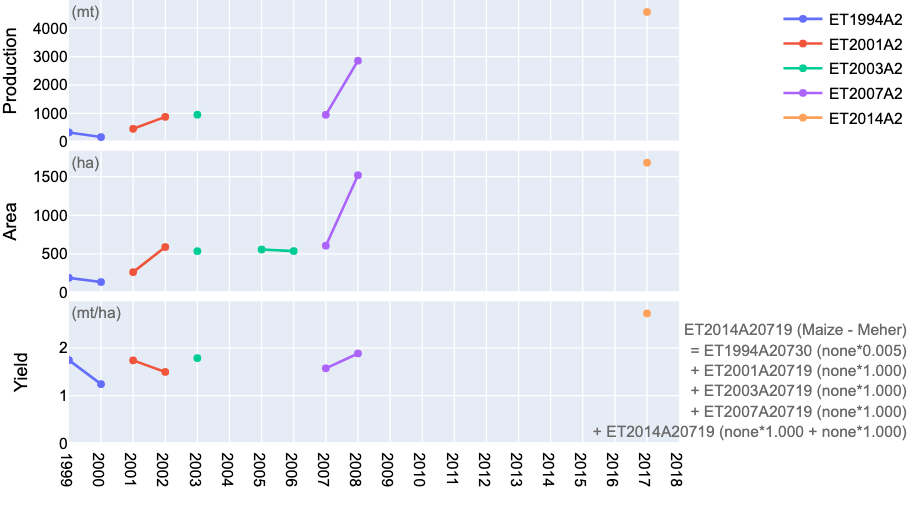 (mt)
Production
4000
3000
2000
1000
0
ET1994A2
ET2001A2
ET2003A2
ET2007A2
ET2014A2
(ha)
Area
1500
1000
500
0
(mt/ha)
Yield
2
1
0
ET2014A20719 (Maize - Meher)
= ET1994A20730 (none*0.005)
+ ET2001A20719 (none*1.000)
+ ET2003A20719 (none*1.000)
+ ET2007A20719 (none*1.000)
+ ET2014A20719 (none*1.000 + none*1.000)
1999
2000
2001
2002
2003
2004
2005
2006
2007
2008
2009
2010
2011
2012
2013
2014
2015
2016
2017
2018